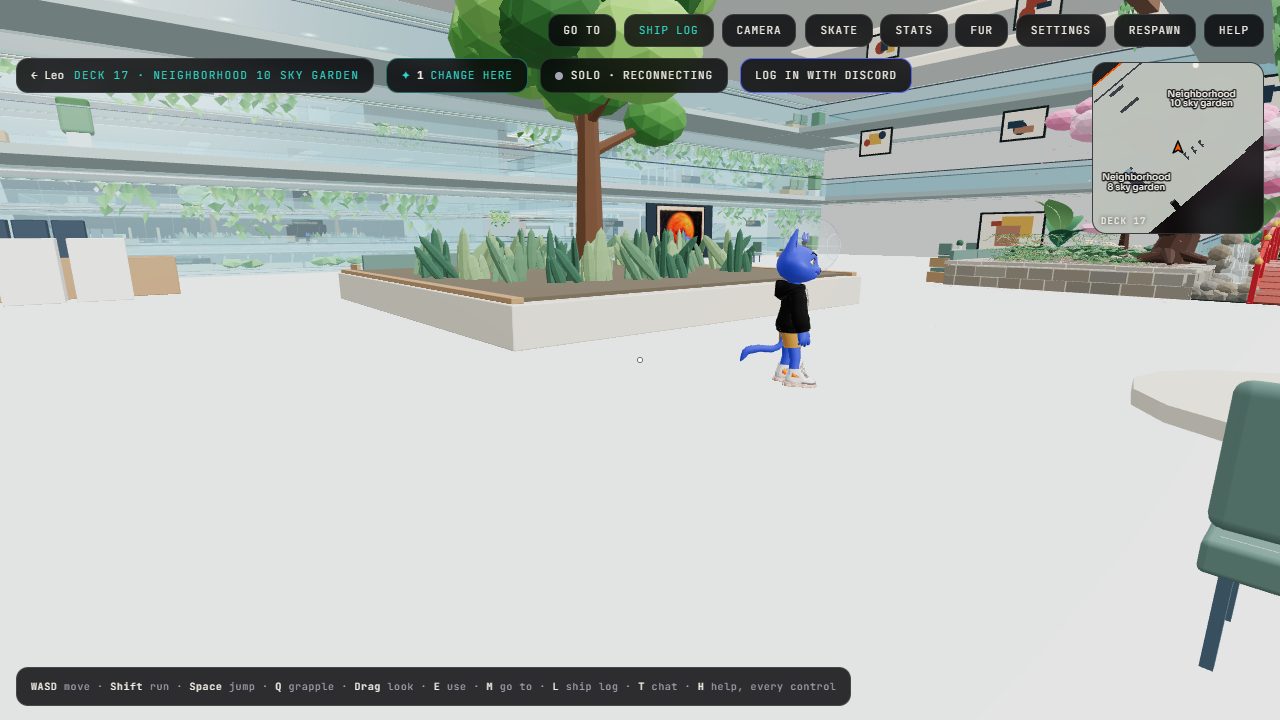 GO TO
SHIP LOG
CAMERA
SKATE
STATS
FUR
SETTINGS
RESPAWN
HELP
← Leo DECK 17 · NEIGHBORHOOD 10 SKY GARDEN
✦ 1 CHANGE HERE
SOLO · RECONNECTING
LOG IN WITH DISCORD
Neighborhood
10 sky garden
Neighborhood
8 sky garden
DECK 17
WASD move · Shift run · Space jump · Q grapple · Drag look · E use · M go to · L ship log · T chat · H help, every control